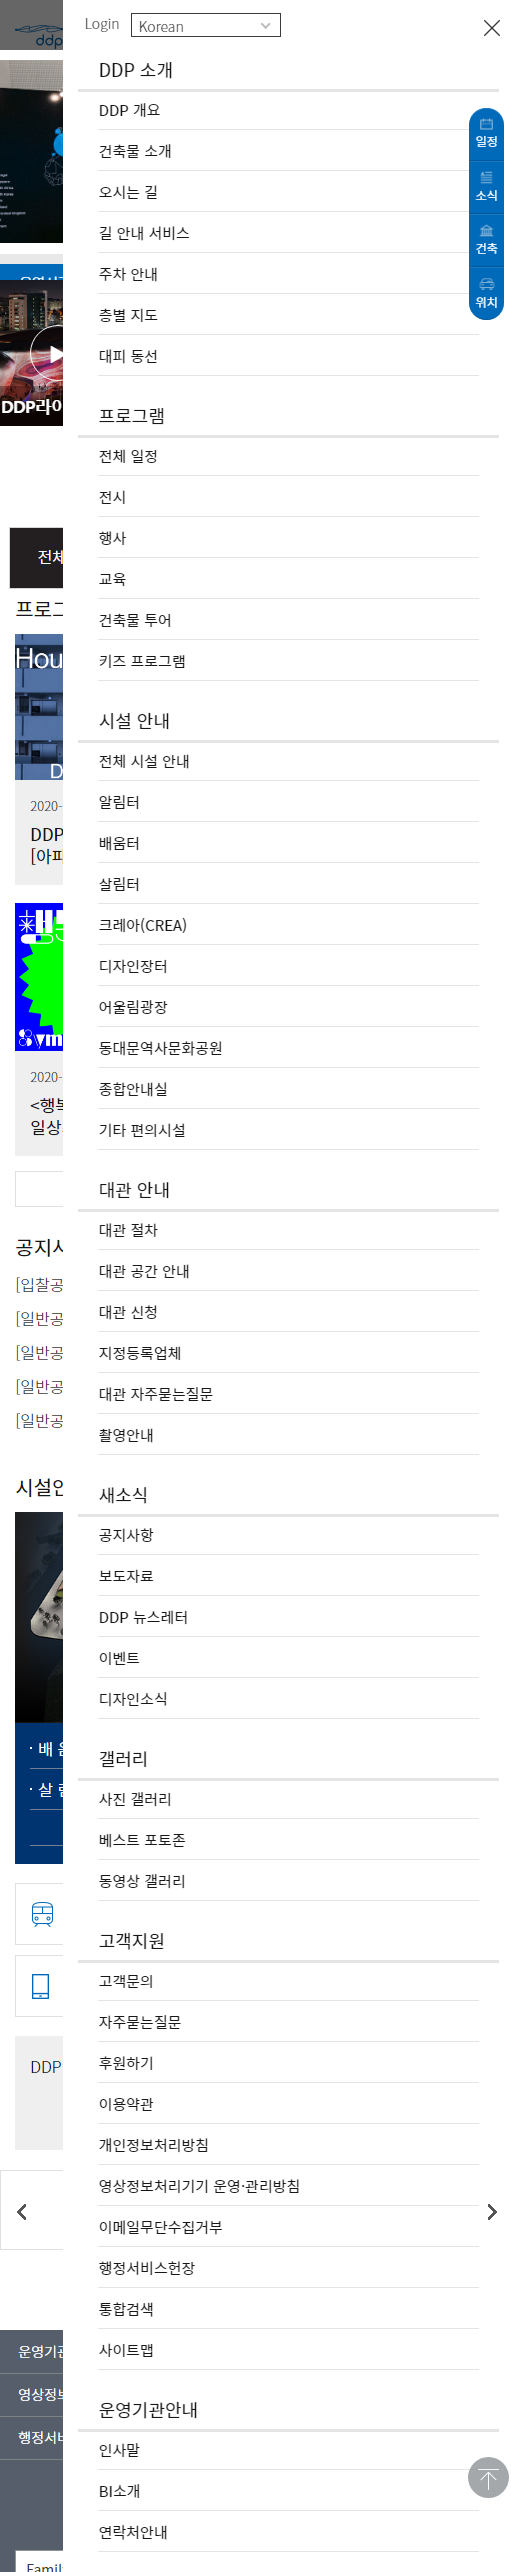 Login
Korean
ddp
DDP 소개
DDP 개요
건축물 소개
오시는 길
길 안내 서비스
주차 안내
층별 지도
대피 동선
일정
소식
건축
위치
DDP라이
프로그램
전체 일정
전시
행사
교육
건축물 투어
키즈 프로그램
전체
프로그
Hou
D
2020-
DDP
[아파
시설 안내
전체 시설 안내
알림터
배움터
살림터
크레아(CREA)
디자인장터
어울림광장
동대문역사문화공원
종합안내실
기타 편의시설
2020-
<행복
일상
대관 안내
대관 절차
대관 공간 안내
대관 신청
지정등록업체
대관 자주묻는질문
촬영안내
공지사
[입찰공
[일반공
[일반공
[일반공
[일반공
시설안
새소식
공지사항
보도자료
DDP 뉴스레터
이벤트
디자인소식
· 배 움
· 살 림
갤러리
사진 갤러리
베스트 포토존
동영상 갤러리
고객지원
고객문의
자주묻는질문
후원하기
이용약관
개인정보처리방침
영상정보처리기기 운영·관리방침
이메일무단수집거부
행정서비스헌장
통합검색
사이트맵
DDP
운영기관안내
인사말
BI소개
연락처안내
운영기관
영상정보
행정서비
Famil